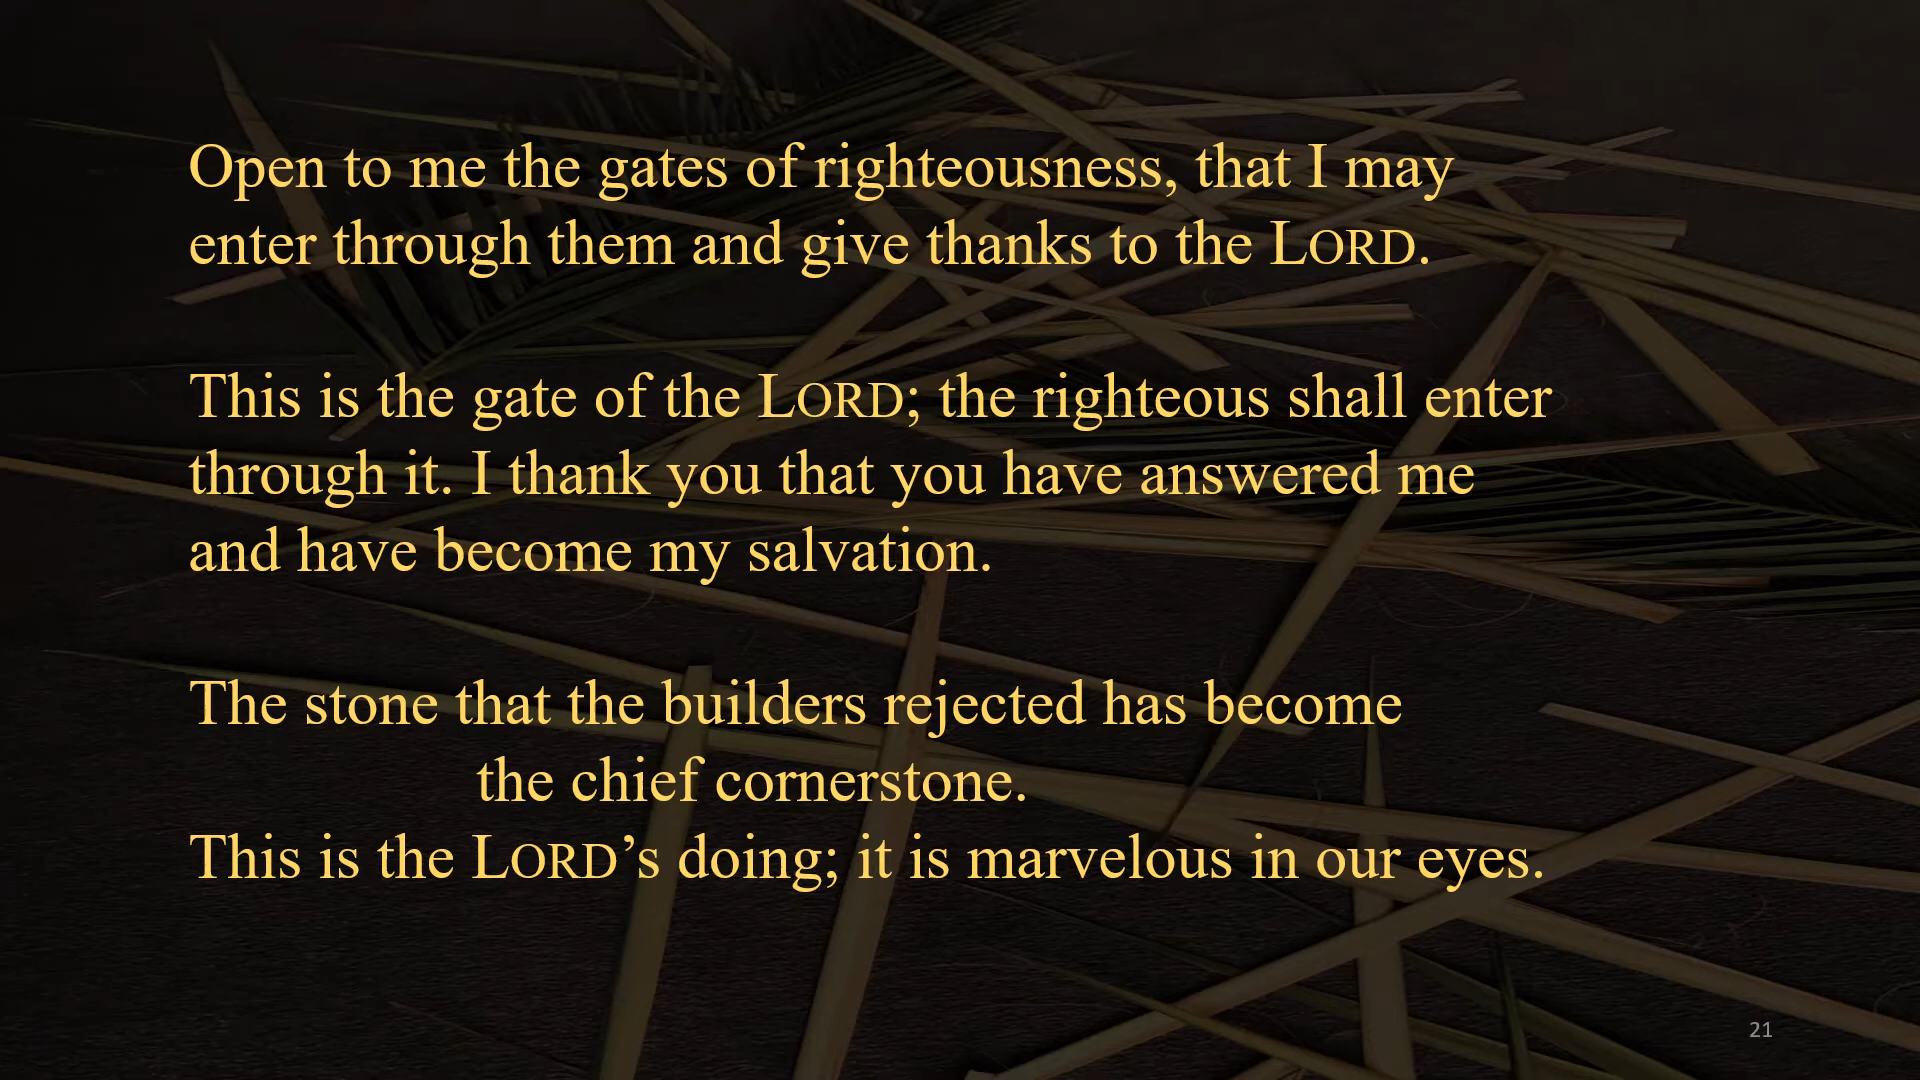 Open to me the gates of righteousness, that I may
enter through them and give thanks to the LORD.
This is the gate of the LORD; the righteous shall enter
through it. I thank you that you have answered me
and have become my salvation.
The stone that the builders rejected has become
the chief cornerstone.
This is the LORD’s doing; it is marvelous in our eyes.
21